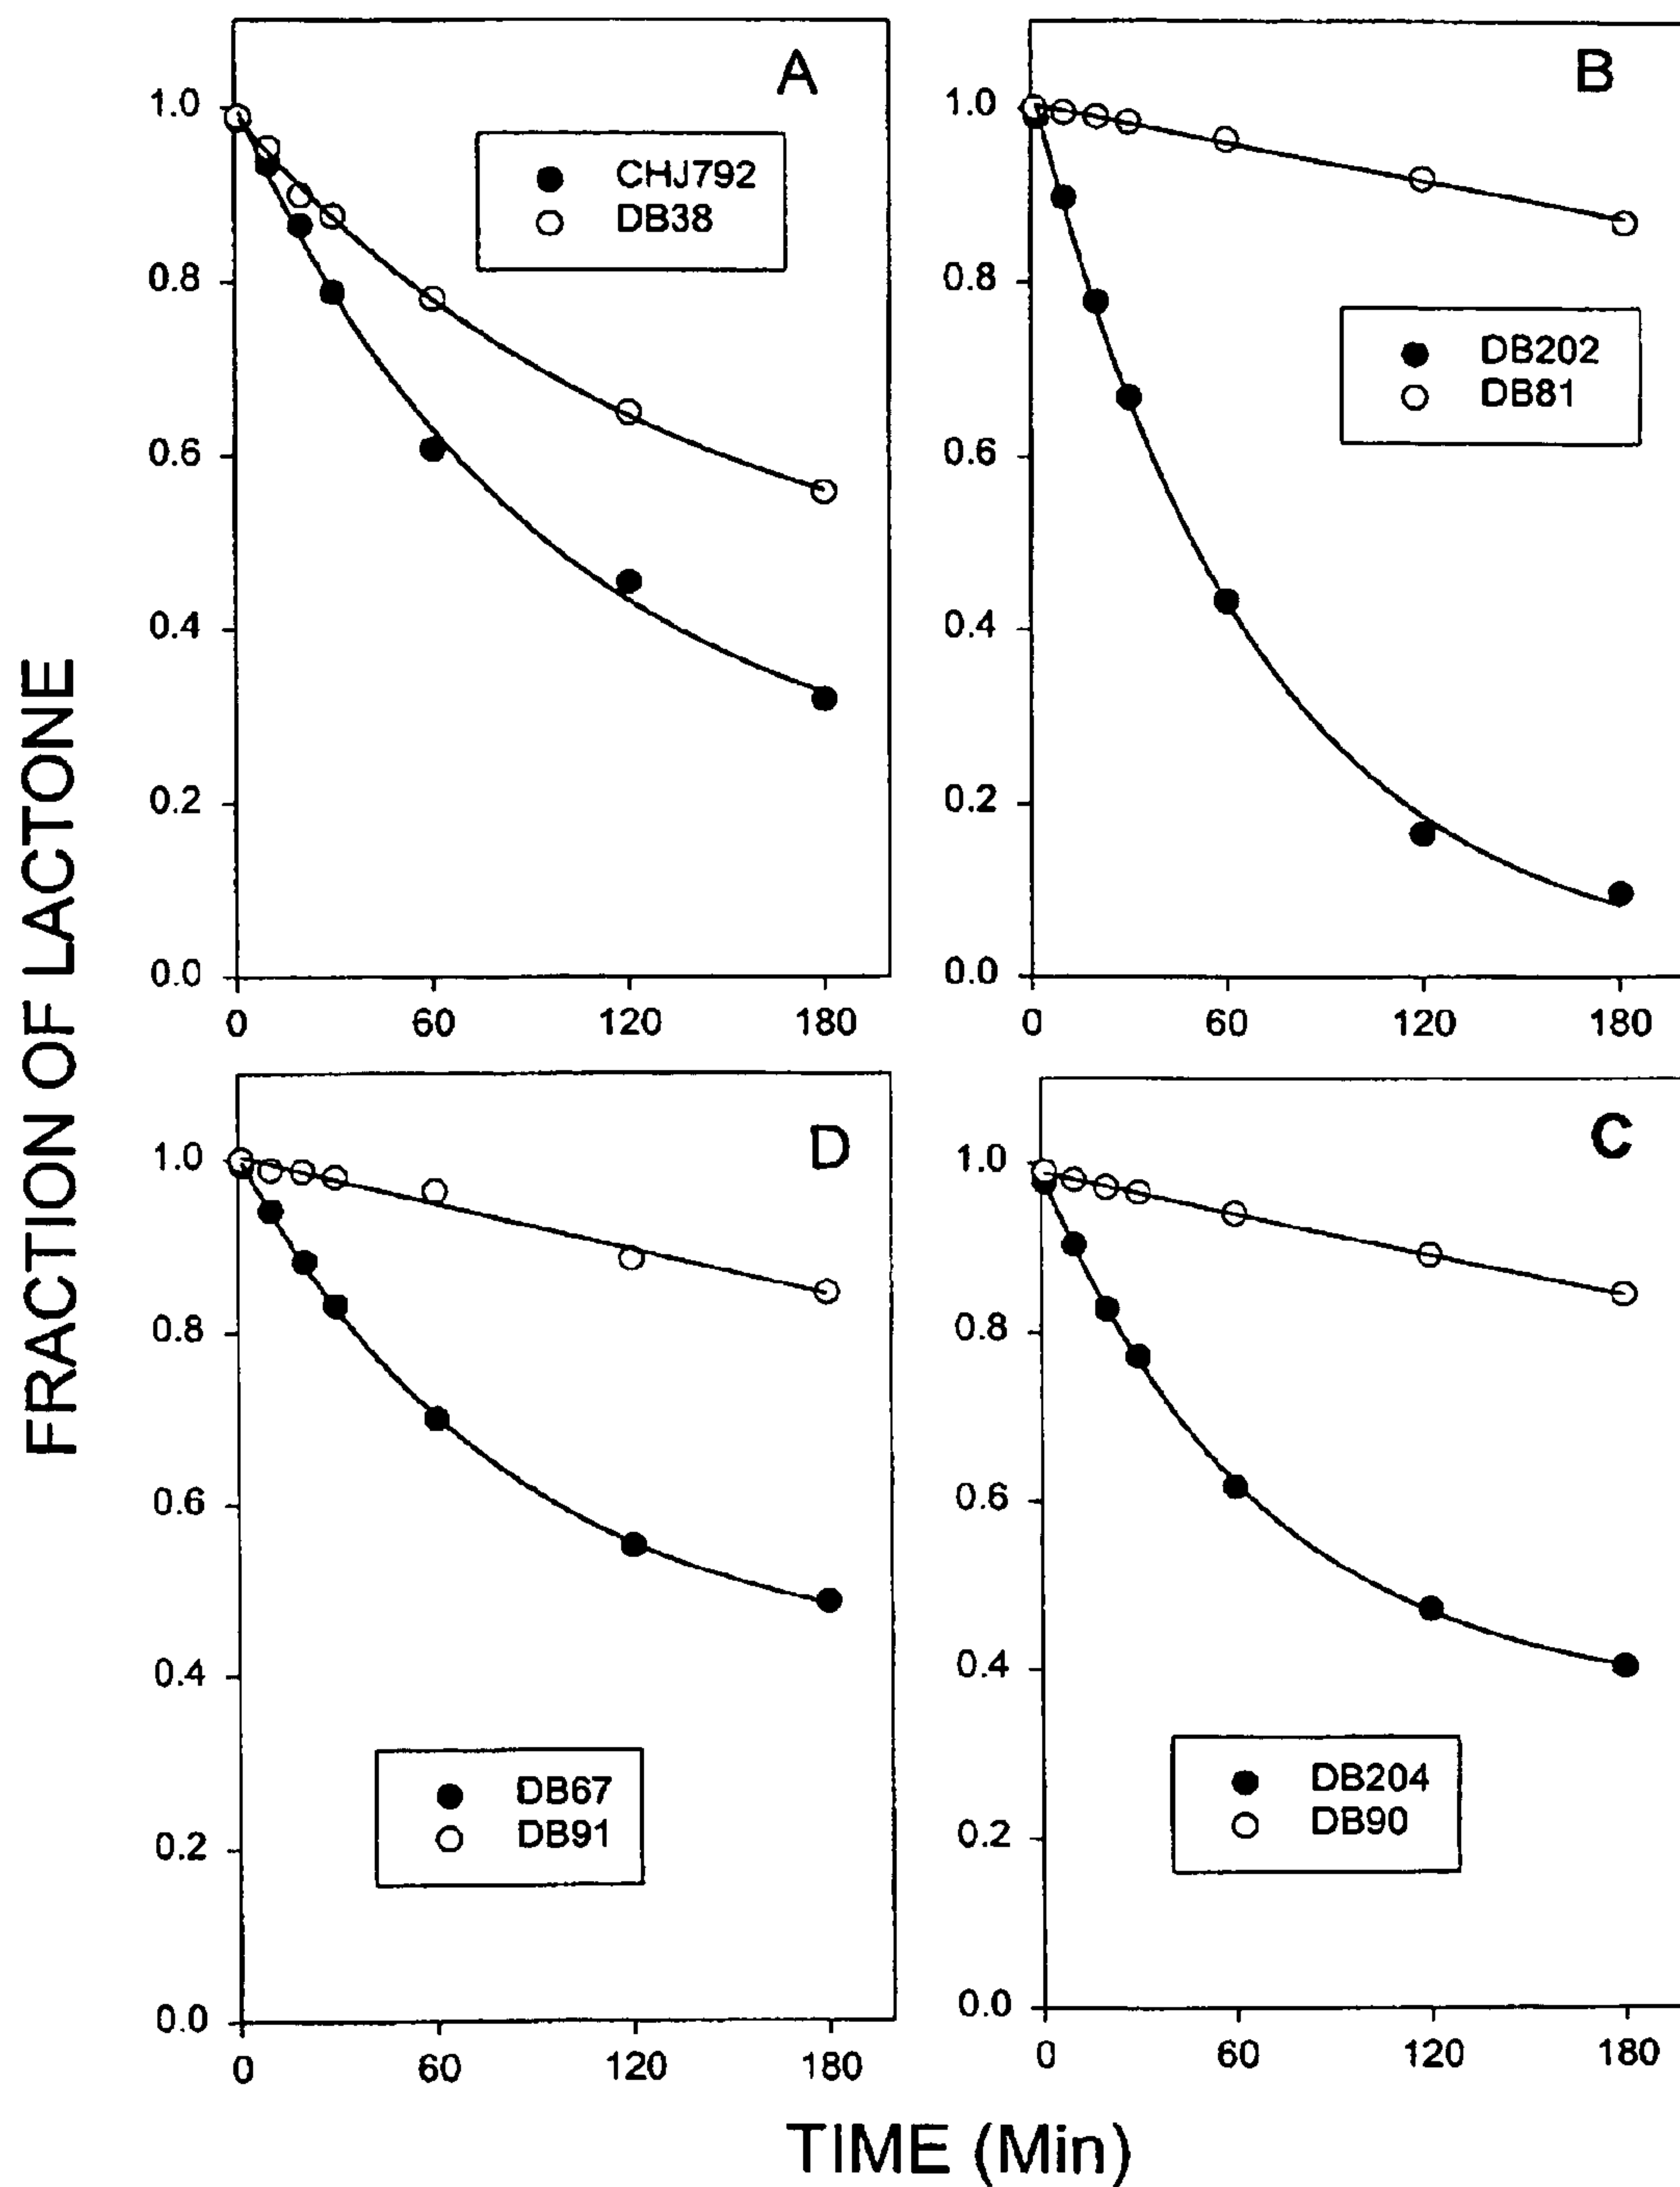 FRACTION OF LACTONE
A
1.0
0.8
0.6
0.4
0.2
0.0
0 60 120 180
CHJ792
DB38
B
1.0
0.8
0.6
0.4
0.2
0.0
0 60 120 180
DB202
DB81
D
1.0
0.8
0.6
0.4
0.2
0.0
0 60 120 180
DB67
DB91
C
1.0
0.8
0.6
0.4
0.2
0.0
0 60 120 180
DB204
DB90
TIME (Min)